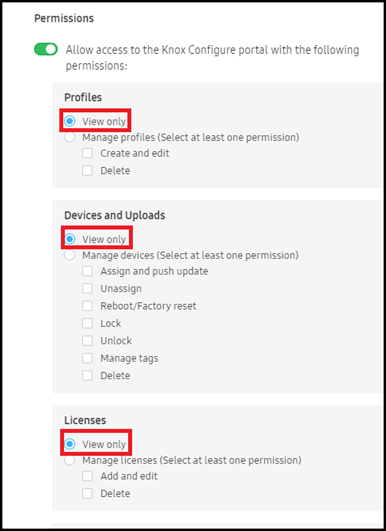 Permissions
Allow access to the Knox Configure portal with the following
permissions:
Profiles
View only
Manage profiles (Select at least one permission)
Create and edit
Delete
Devices and Uploads
View only
Manage devices (Select at least one permission)
Assign and push update
Unassign
Reboot/Factory reset
Lock
Unlock
Manage tags
Delete
Licenses
View only
Manage licenses (Select at least one permission)
Add and edit
Delete